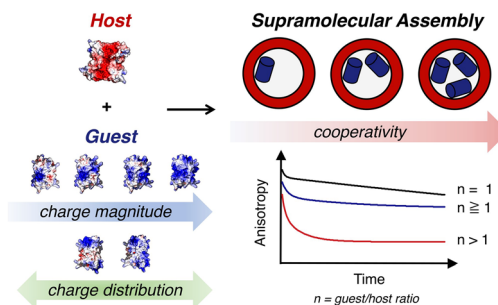 Host
+
Guest
charge magnitude
charge distribution
Supramolecular Assembly
cooperativity
Anisotropy
n = 1
n ≧ 1
n > 1
Time
n = guest/host ratio